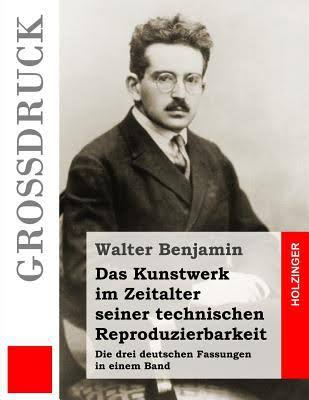 GROSSDRUCK
Walter Benjamin
Das Kunstwerk
im Zeitalter
seiner technischen
Reproduzierbarkeit
Die drei deutschen Fassungen
in einem Band
HOLZINGER